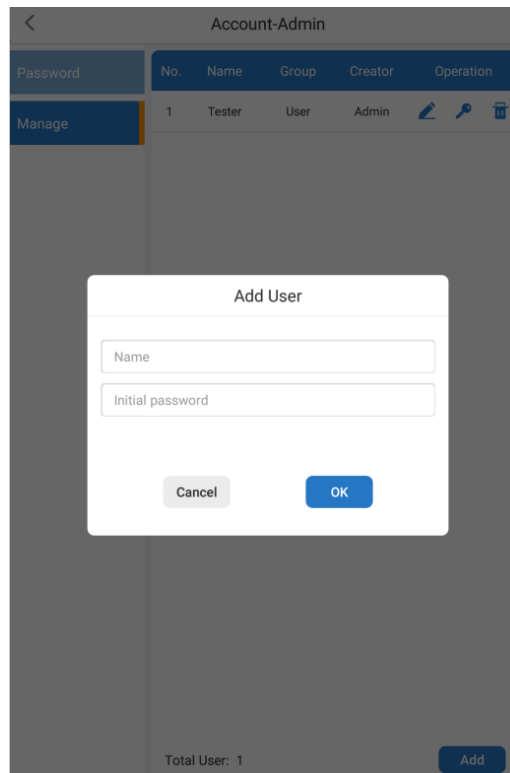 Account-Admin
Password
No. Name Group Creator Operation
Manage
1 Tester User Admin
Add User
Name
Initial password
Cancel OK
Total User: 1 Add